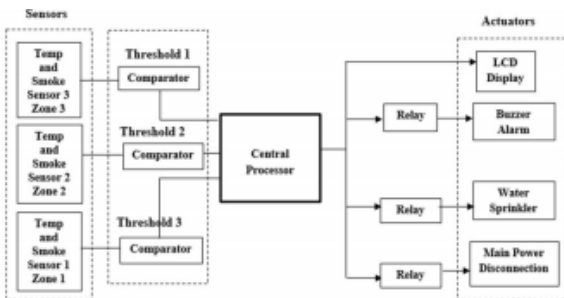 Sensors
Temp
and
Smoke
Sensor 3
Zone 3
Temp
and
Smoke
Sensor 2
Zone 2
Temp
and
Smoke
Sensor 1
Zone 1
Threshold 1
Comparator
Threshold 2
Comparator
Threshold 3
Comparator
Central
Processor
Relay
Relay
Relay
Actuators
LCD
Display
Buzzer
Alarm
Water
Sprinkler
Main Power
Disconnection